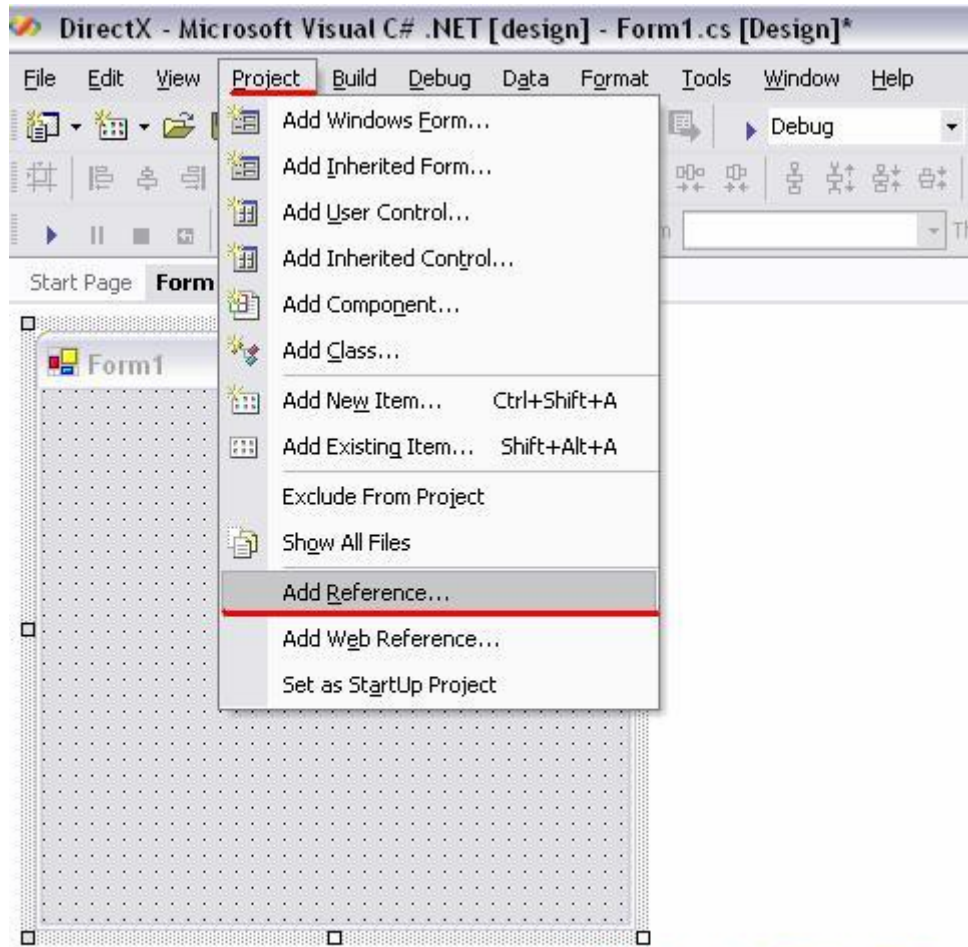 DirectX - Microsoft Visual C# .NET [design] - Form1.cs [Design]*
File Edit View Project Build Debug Data Format Tools Window Help
Debug
Start Page Form
Form1
Add Windows Form...
Add Inherited Form...
Add User Control...
Add Inherited Control...
Add Component...
Add Class...
Add New Item... Ctrl+Shift+A
Add Existing Item... Shift+Alt+A
Exclude From Project
Show All Files
Add Reference...
Add Web Reference...
Set as StartUp Project